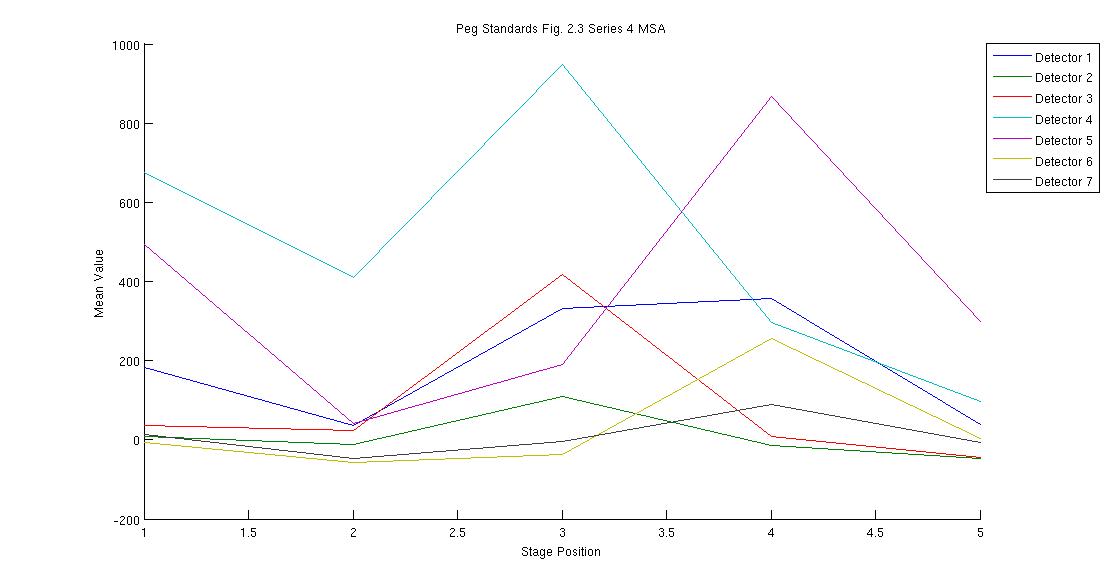 Peg Standards Fig. 2.3 Series 4 MSA
1000
800
600
400
200
0
-200
Mean Value
1 1.5 2 2.5 3 3.5 4 4.5 5
Stage Position
Detector 1
Detector 2
Detector 3
Detector 4
Detector 5
Detector 6
Detector 7